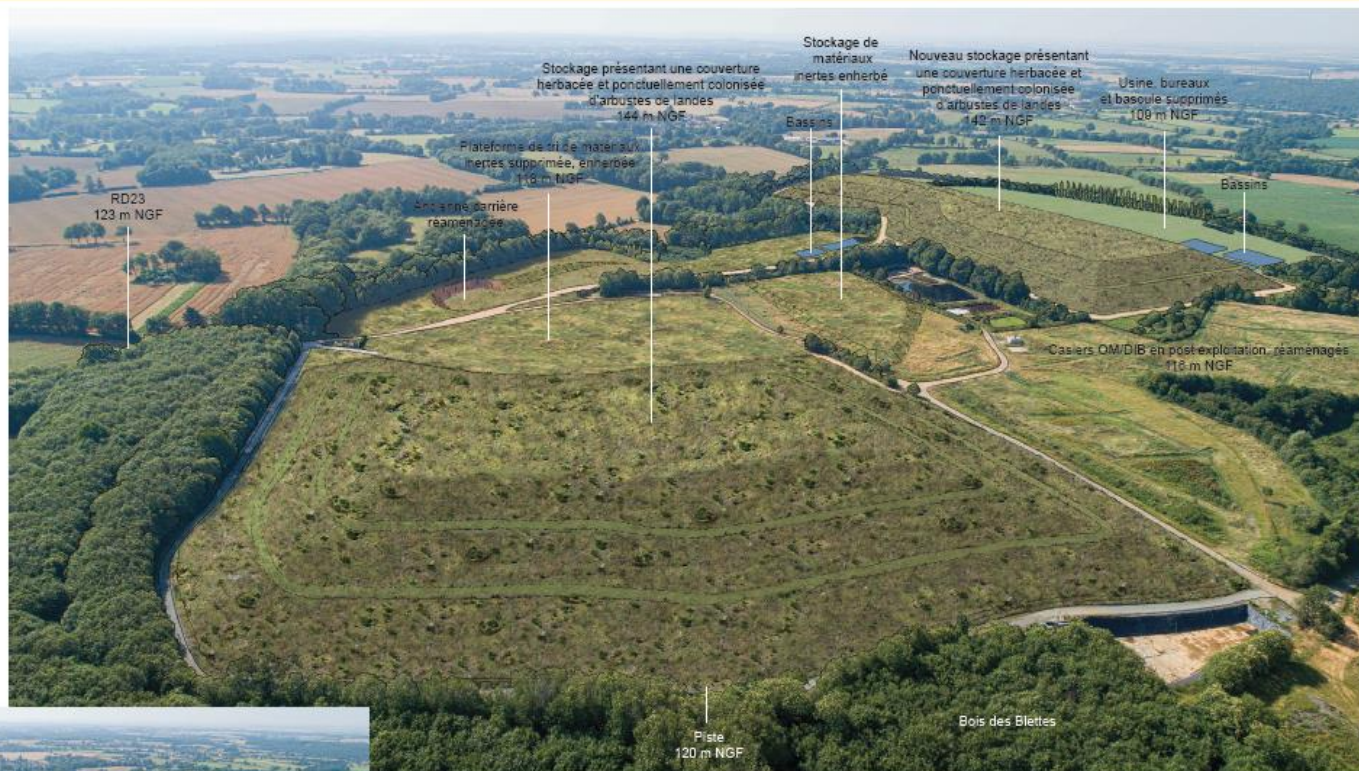 Stockage présentant une couverture
herbacée et ponctuellement colonisée
d'arbustes de landes
144 m NGF
Stockage de
matériaux
inertes enherbé
Nouveau stockage présentant
une couverture herbacée et
ponctuellement colonisée
d'arbustes de landes
142 m NGF
Usine, bureaux
et bascule supprimés
109 m NGF
Bassins
Plateforme de tri de matériaux
inertes supprimée, enherbée
118 m NGF
Bassins
RD23
123 m NGF
Ancienne carrière
réaménagée
Casiers OM/DIB en post exploitation, réaménagés
116 m NGF
Bois des Blettes
Piste
120 m NGF